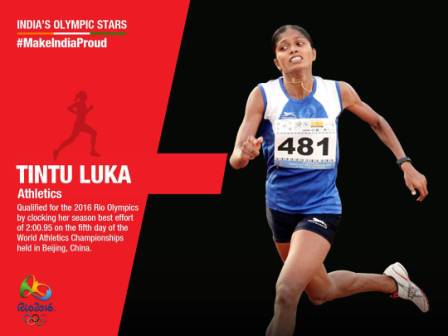 INDIA'S OLYMPIC STARS
#MakeIndiaProud
TINTU LUKA
Athletics
Qualified for the 2016 Rio Olympics
by clocking her season best effort
of 2:00.95 on the fifth day of the
World Athletics Championships
held in Beijing, China.
Rio2016
481